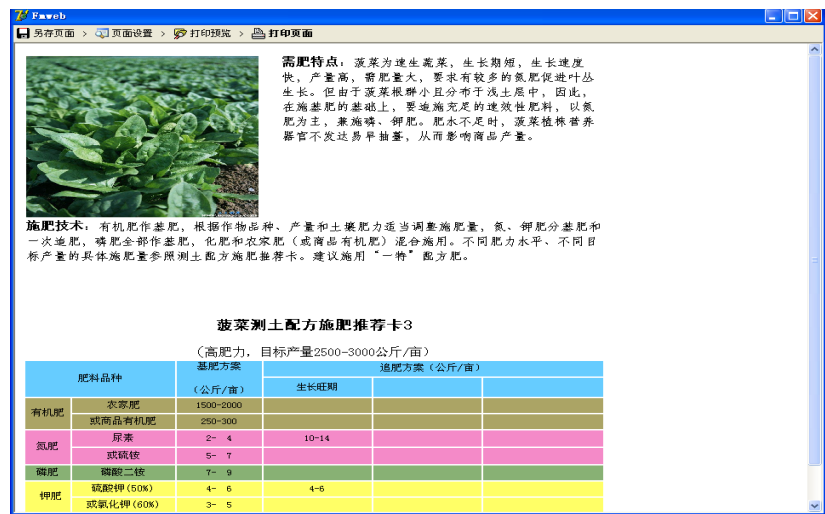 Fnweb
另存页面 > 页面设置 > 打印预览 > 打印页面
需肥特点：菠菜为速生蔬菜，生长期短，生长速度
快，产量高，需肥量大，要求有较多的氮肥促进叶丛
生长。但由于菠菜根群小且分布于浅土层中，因此，
在施基肥的基础上，要追施充足的速效性肥料，以氮
肥为主，兼施磷、钾肥。肥水不足时，菠菜植株营养
器官不发达易早抽薹，从而影响商品产量。
施肥技术：有机肥作基肥，根据作物品种、产量和土壤肥力适当调整施肥量，氮、钾肥分基肥和
一次追肥，磷肥全部作基肥，化肥和农家肥（或商品有机肥）混合施用。不同肥力水平、不同目
标产量的具体施肥量参照测土配方施肥推荐卡。建议施用“一特”配方肥。
菠菜测土配方施肥推荐卡3
（高肥力，目标产量2500-3000公斤/亩）
肥料品种 基肥方案（公斤/亩） 追肥方案（公斤/亩）
生长旺期
有机肥 农家肥 1500-2000
或商品有机肥 250-300
氮肥 尿素 2- 4 10-14
或硫铵 5- 7
磷肥 磷酸二铵 7- 9
钾肥 硫酸钾(50%) 4- 6 4-6
或氯化钾(60%) 3- 5